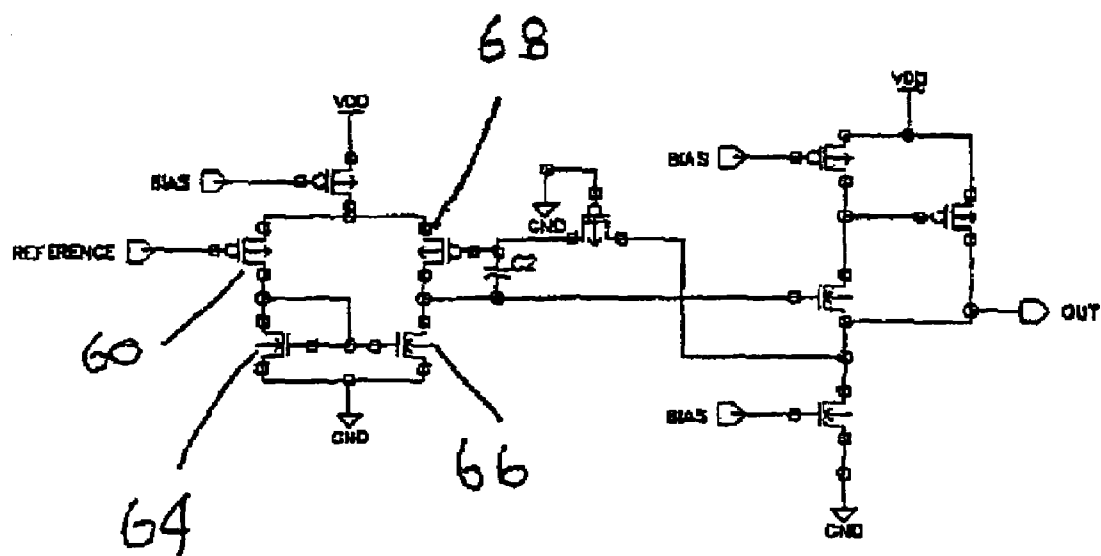 68
VDD
VDD
BIAS
BIAS
GND
REFERENCE
C2
OUT
60
BIAS
GND
66
64
GND